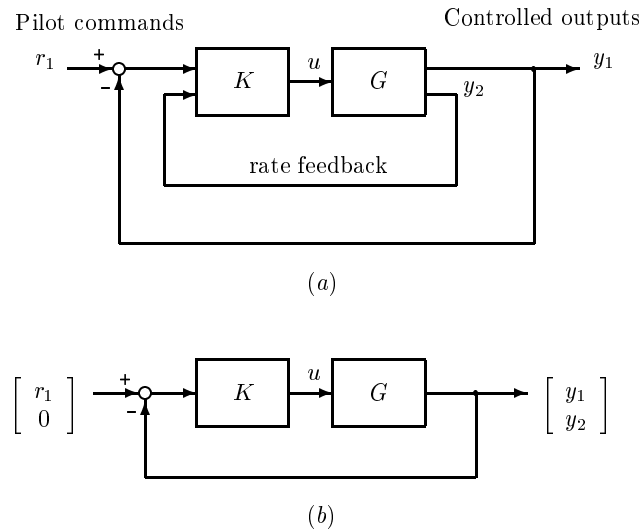 Pilot commands
Controlled outputs
r1 + - K u G y1
y2
rate feedback
(a)
[ r1 0 ] + - K u G [ y1 y2 ]
(b)